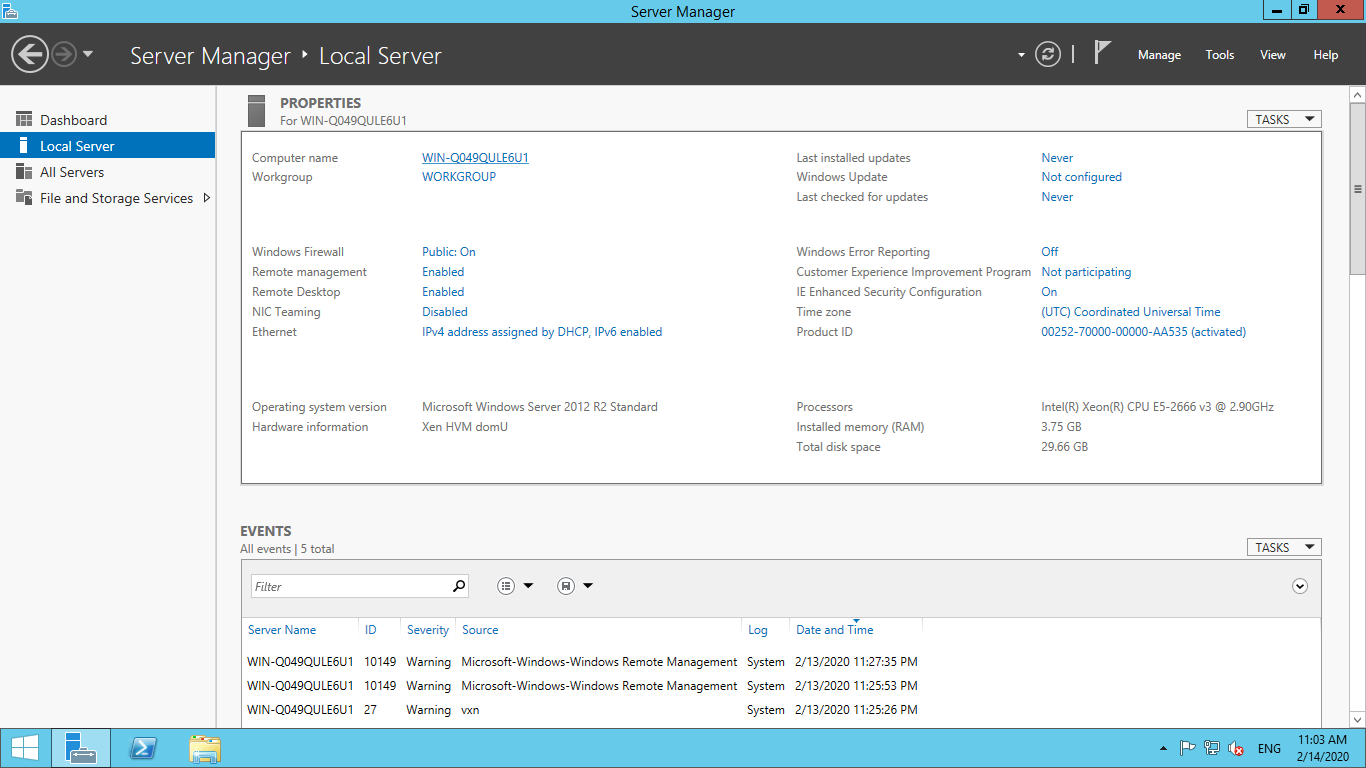 Server Manager
Server Manager ‣ Local Server
Manage Tools View Help
Dashboard
Local Server
All Servers
File and Storage Services
PROPERTIES
For WIN-Q049QULE6U1
TASKS
Computer name WIN-Q049QULE6U1 Last installed updates Never
Workgroup WORKGROUP Windows Update Not configured
Last checked for updates Never
Windows Firewall Public: On Windows Error Reporting Off
Remote management Enabled Customer Experience Improvement Program Not participating
Remote Desktop Enabled IE Enhanced Security Configuration On
NIC Teaming Disabled Time zone (UTC) Coordinated Universal Time
Ethernet IPv4 address assigned by DHCP, IPv6 enabled Product ID 00252-70000-00000-AA535 (activated)
Operating system version Microsoft Windows Server 2012 R2 Standard Processors Intel(R) Xeon(R) CPU E5-2666 v3 @ 2.90GHz
Hardware information Xen HVM domU Installed memory (RAM) 3.75 GB
Total disk space 29.66 GB
EVENTS
All events | 5 total
TASKS
Filter
Server Name ID Severity Source Log Date and Time
WIN-Q049QULE6U1 10149 Warning Microsoft-Windows-Windows Remote Management System 2/13/2020 11:27:35 PM
WIN-Q049QULE6U1 10149 Warning Microsoft-Windows-Windows Remote Management System 2/13/2020 11:25:53 PM
WIN-Q049QULE6U1 27 Warning vxn System 2/13/2020 11:25:26 PM
ENG
11:03 AM
2/14/2020